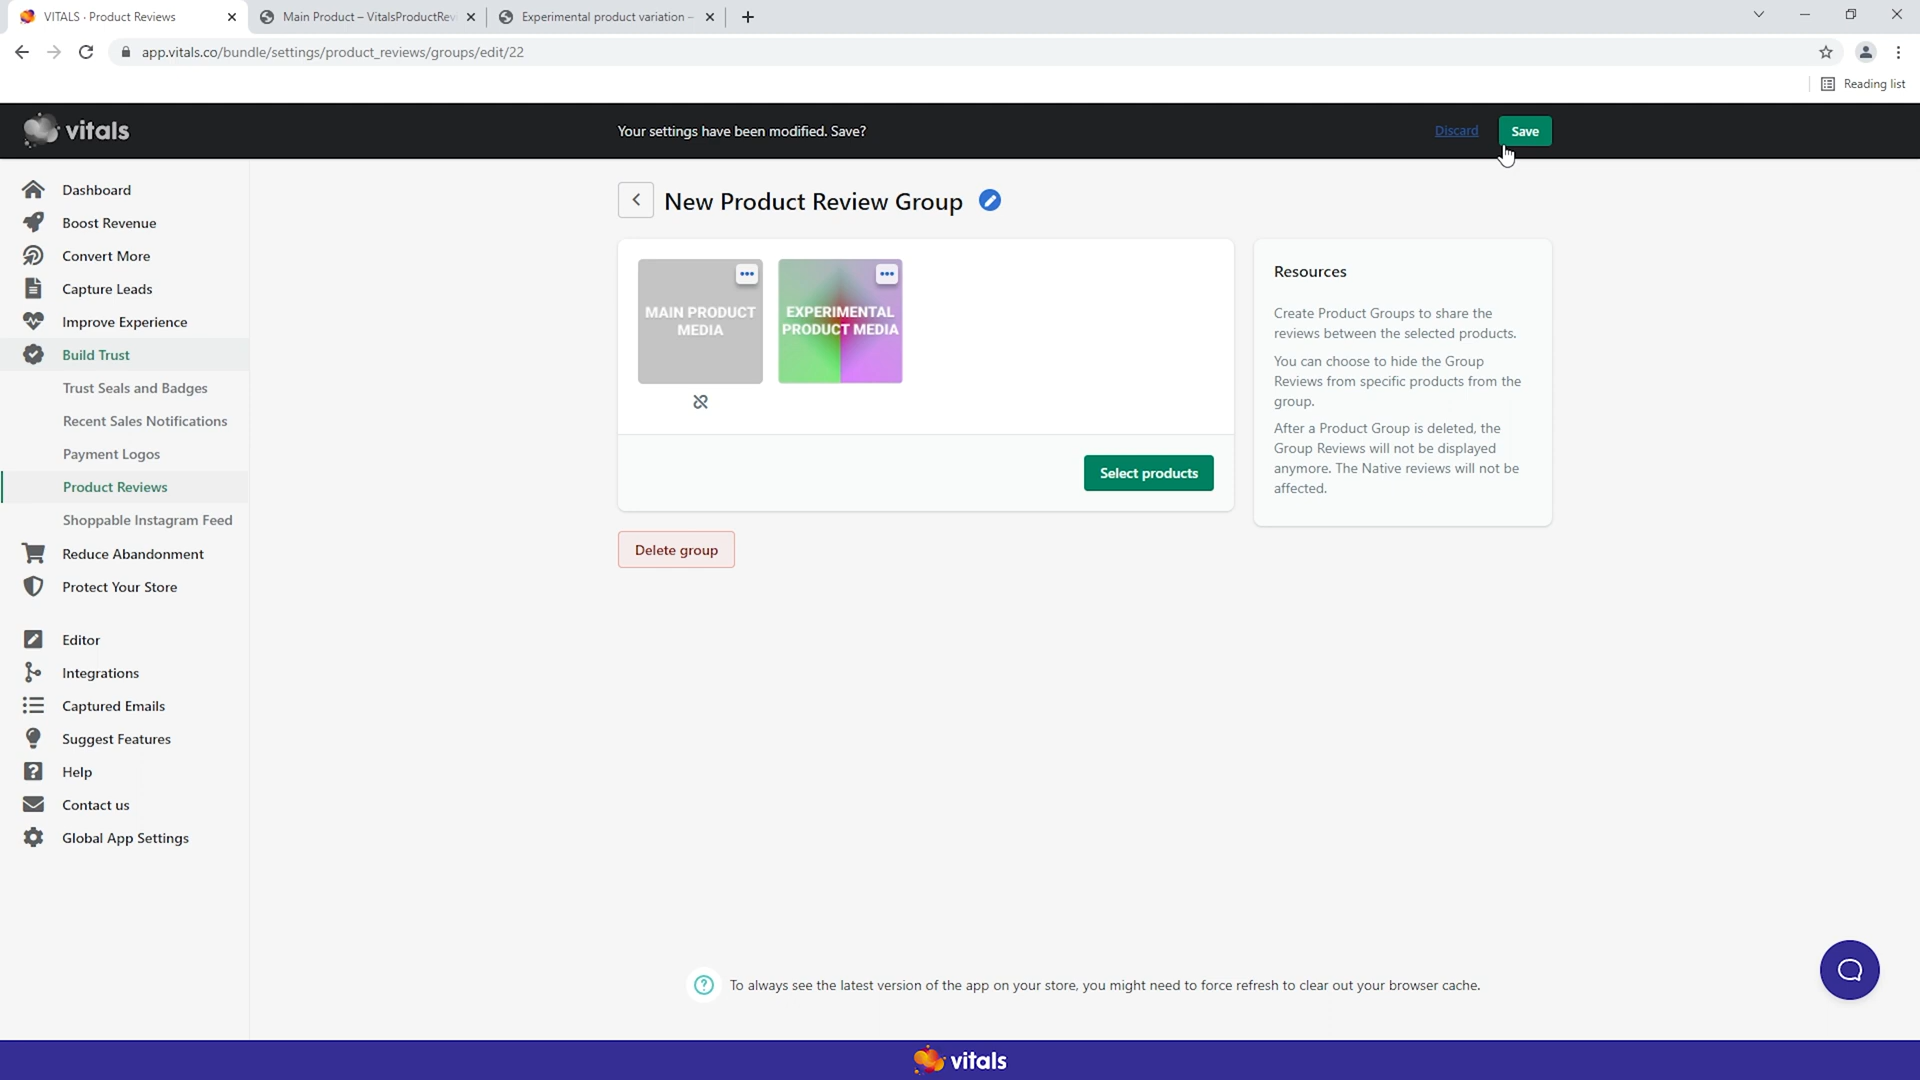 VITALS · Product Reviews
Main Product – VitalsProductRev
Experimental product variation –
app.vitals.co/bundle/settings/product_reviews/groups/edit/22
Reading list
vitals
Your settings have been modified. Save?
Discard
Save
Dashboard
Boost Revenue
Convert More
Capture Leads
Improve Experience
Build Trust
Trust Seals and Badges
Recent Sales Notifications
Payment Logos
Product Reviews
Shoppable Instagram Feed
Reduce Abandonment
Protect Your Store
Editor
Integrations
Captured Emails
Suggest Features
Help
Contact us
Global App Settings
New Product Review Group
MAIN PRODUCT
MEDIA
EXPERIMENTAL
PRODUCT MEDIA
Select products
Delete group
Resources
Create Product Groups to share the
reviews between the selected products.
You can choose to hide the Group
Reviews from specific products from the
group.
After a Product Group is deleted, the
Group Reviews will not be displayed
anymore. The Native reviews will not be
affected.
To always see the latest version of the app on your store, you might need to force refresh to clear out your browser cache.
vitals